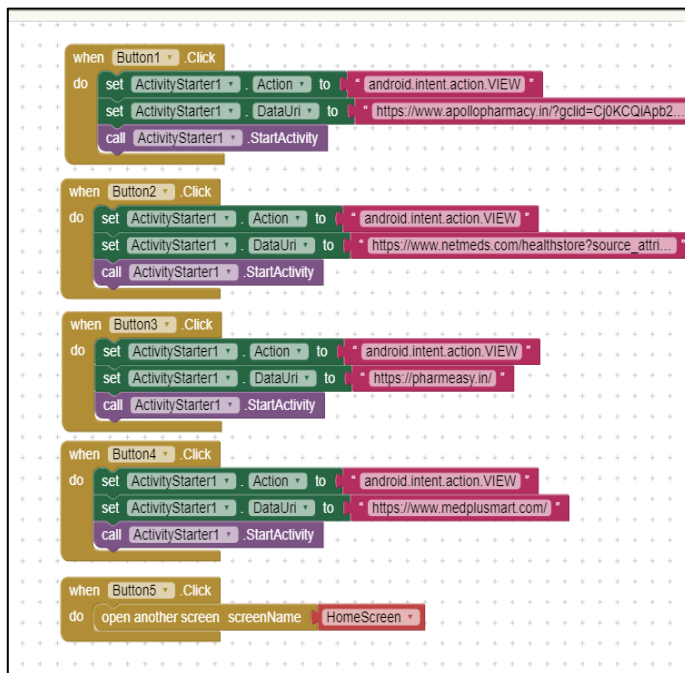 when Button1 .Click
do set ActivityStarter1 . Action to " android.intent.action.VIEW "
set ActivityStarter1 . DataUri to " https://www.apollopharmacy.in/?gclid=Cj0KCQiApb2...
call ActivityStarter1 .StartActivity
when Button2 .Click
do set ActivityStarter1 . Action to " android.intent.action.VIEW "
set ActivityStarter1 . DataUri to " https://www.netmeds.com/healthstore?source_attri... "
call ActivityStarter1 .StartActivity
when Button3 .Click
do set ActivityStarter1 . Action to " android.intent.action.VIEW "
set ActivityStarter1 . DataUri to " https://pharmeasy.in/ "
call ActivityStarter1 .StartActivity
when Button4 .Click
do set ActivityStarter1 . Action to " android.intent.action.VIEW "
set ActivityStarter1 . DataUri to " https://www.medplusmart.com/ "
call ActivityStarter1 .StartActivity
when Button5 .Click
do open another screen screenName HomeScreen